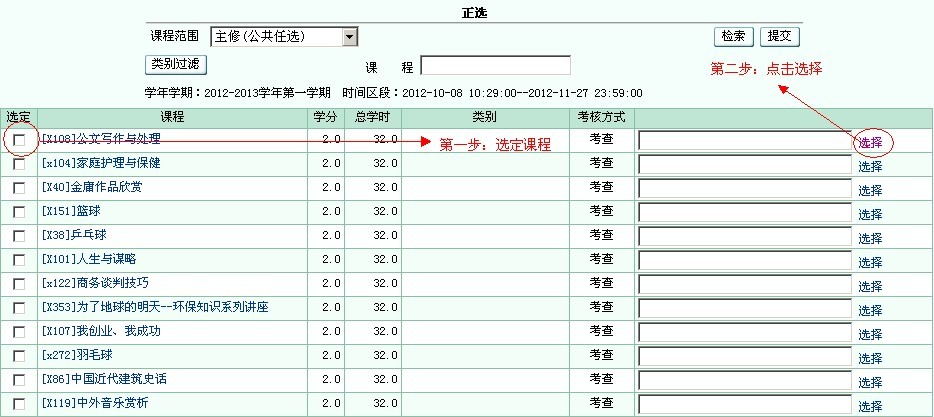 正选
课程范围 主修(公共任选) 检索 提交
类别过滤 课 程 第二步：点击选择
学年学期：2012-2013学年第一学期 时间区段：2012-10-08 10:29:00--2012-11-27 23:59:00
选定 课程 学分 总学时 类别 考核方式
[X108]公文写作与处理 2.0 32.0 第一步：选定课程 考查 选择
[x104]家庭护理与保健 2.0 32.0 考查 选择
[X40]金庸作品欣赏 2.0 32.0 考查 选择
[X151]篮球 2.0 32.0 考查 选择
[X38]乒乓球 2.0 32.0 考查 选择
[X101]人生与谋略 2.0 32.0 考查 选择
[x122]商务谈判技巧 2.0 32.0 考查 选择
[X353]为了地球的明天--环保知识系列讲座 2.0 32.0 考查 选择
[X107]我创业、我成功 2.0 32.0 考查 选择
[x272]羽毛球 2.0 32.0 考查 选择
[X86]中国近代建筑史话 2.0 32.0 考查 选择
[X119]中外音乐赏析 2.0 32.0 考查 选择